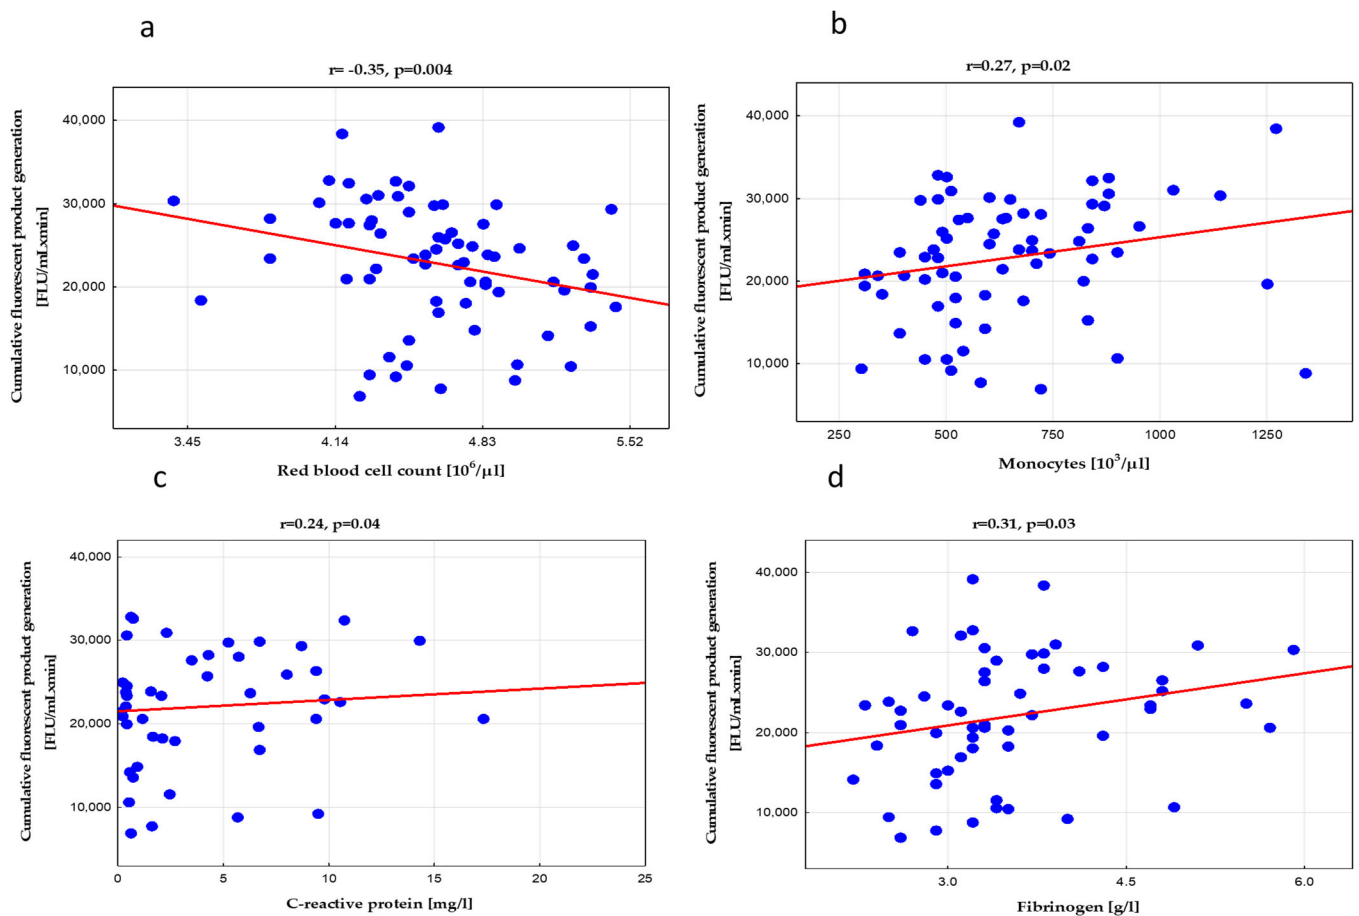 a
r= -0.35, p=0.004
Cumulative fluorescent product generation
[FLU/mLxmin]
40,000
30,000
20,000
10,000
3.45 4.14 4.83 5.52
Red blood cell count [10⁶/μl]
b
r=0.27, p=0.02
Cumulative fluorescent product generation
[FLU/mLxmin]
40,000
30,000
20,000
10,000
250 500 750 1000 1250
Monocytes [10³/μl]
c
r=0.24, p=0.04
Cumulative fluorescent product generation
[FLU/mLxmin]
40,000
30,000
20,000
10,000
0 5 10 15 20 25
C-reactive protein [mg/l]
d
r=0.31, p=0.03
Cumulative fluorescent product generation
[FLU/mLxmin]
40,000
30,000
20,000
10,000
3.0 4.5 6.0
Fibrinogen [g/l]